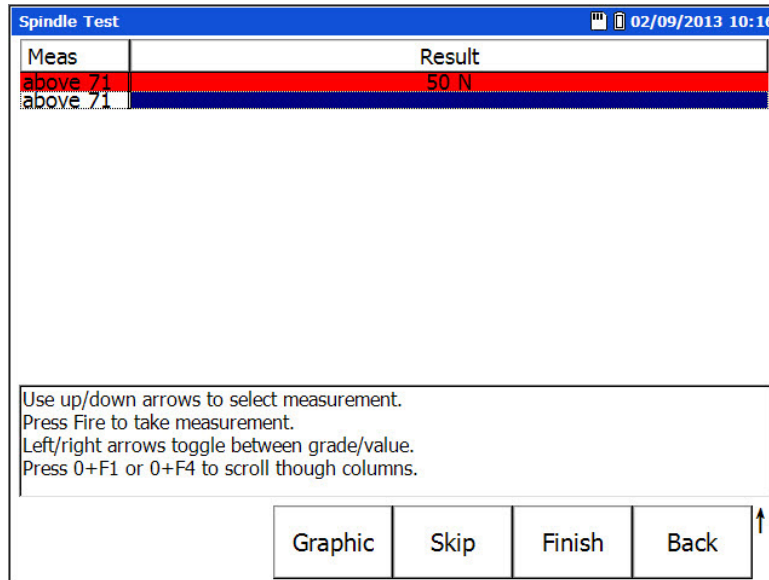 Spindle Test 02/09/2013 10:16
Meas Result
above 71 50 N
above 71
Use up/down arrows to select measurement.
Press Fire to take measurement.
Left/right arrows toggle between grade/value.
Press 0+F1 or 0+F4 to scroll though columns.
Graphic Skip Finish Back